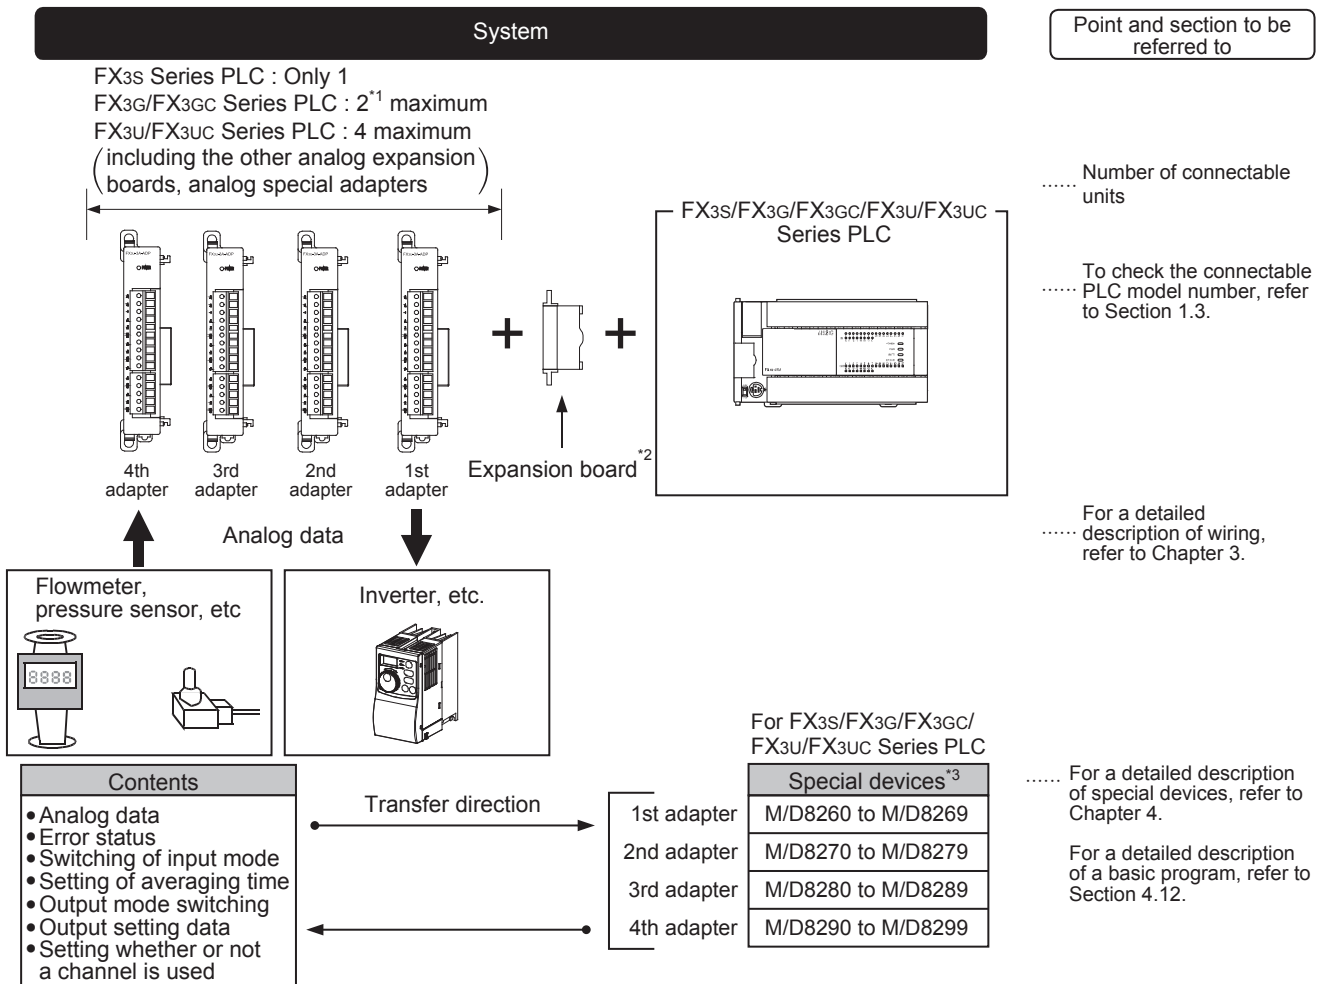 System
Point and section to be
referred to
FX3S Series PLC : Only 1
FX3G/FX3GC Series PLC : 2*1 maximum
FX3U/FX3UC Series PLC : 4 maximum
(including the other analog expansion
boards, analog special adapters)
Number of connectable
units
FX3S/FX3G/FX3GC/FX3U/FX3UC
Series PLC
To check the connectable
PLC model number, refer
to Section 1.3.
+
+
4th
adapter
3rd
adapter
2nd
adapter
1st
adapter
Expansion board*2
Analog data
For a detailed
description of wiring,
refer to Chapter 3.
Flowmeter,
pressure sensor, etc
8888
Inverter, etc.
For FX3S/FX3G/FX3GC/
FX3U/FX3UC Series PLC
Contents
• Analog data
• Error status
• Switching of input mode
• Setting of averaging time
• Output mode switching
• Output setting data
• Setting whether or not
a channel is used
Transfer direction
Special devices*3
1st adapter M/D8260 to M/D8269
2nd adapter M/D8270 to M/D8279
3rd adapter M/D8280 to M/D8289
4th adapter M/D8290 to M/D8299
For a detailed description
of special devices, refer to
Chapter 4.
For a detailed description
of a basic program, refer to
Section 4.12.